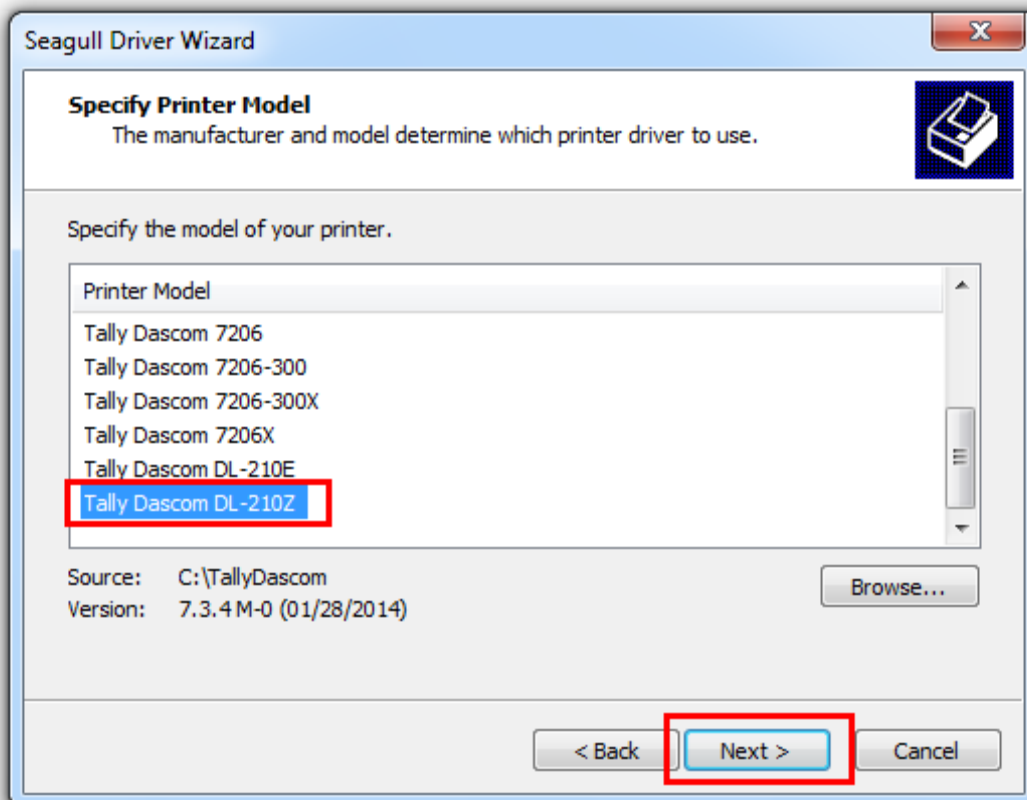 Seagull Driver Wizard
Specify Printer Model
The manufacturer and model determine which printer driver to use.
Specify the model of your printer.
Printer Model
Tally Dascom 7206
Tally Dascom 7206-300
Tally Dascom 7206-300X
Tally Dascom 7206X
Tally Dascom DL-210E
Tally Dascom DL-210Z
Source: C:\TallyDascom
Browse...
Version: 7.3.4 M-0 (01/28/2014)
< Back Next > Cancel